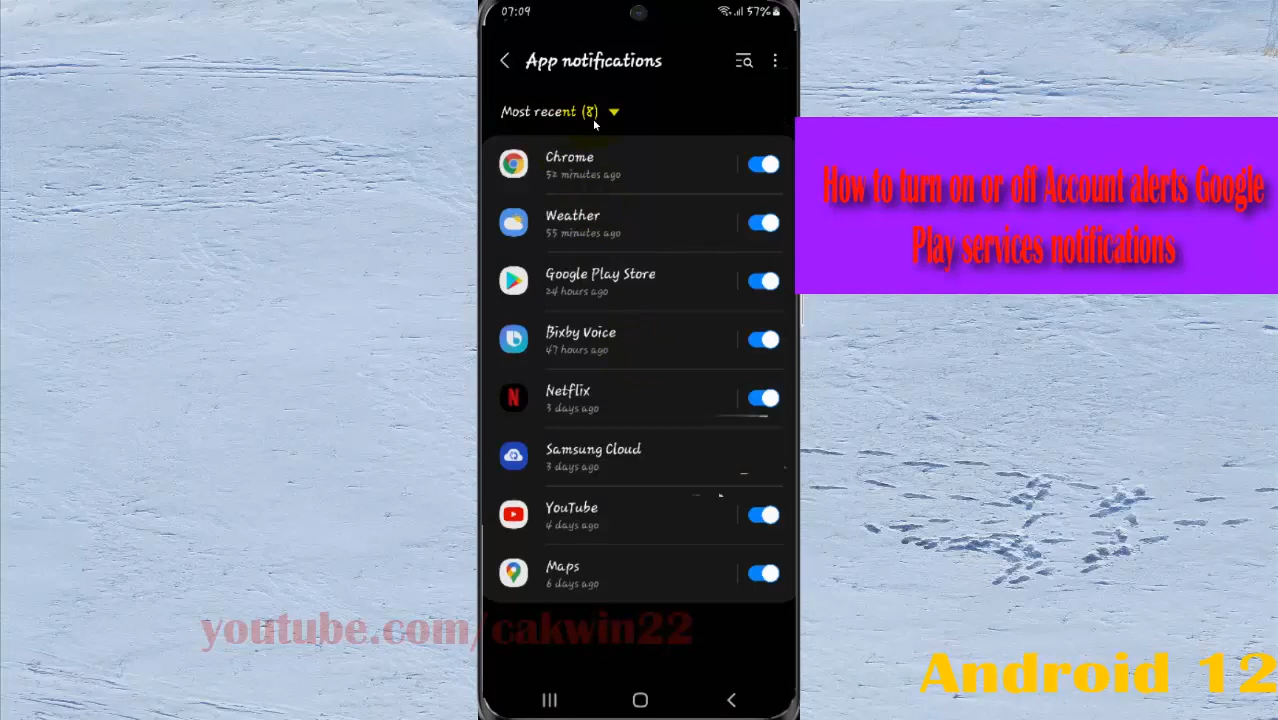 07:09
57%
App notifications
Most recent (8)
Chrome
52 minutes ago
Weather
55 minutes ago
Google Play Store
24 hours ago
Bixby Voice
47 hours ago
Netflix
3 days ago
Samsung Cloud
3 days ago
YouTube
4 days ago
Maps
6 days ago
How to turn on or off Account alerts Google
Play services notifications
youtube.com/cakwin22
Android 12